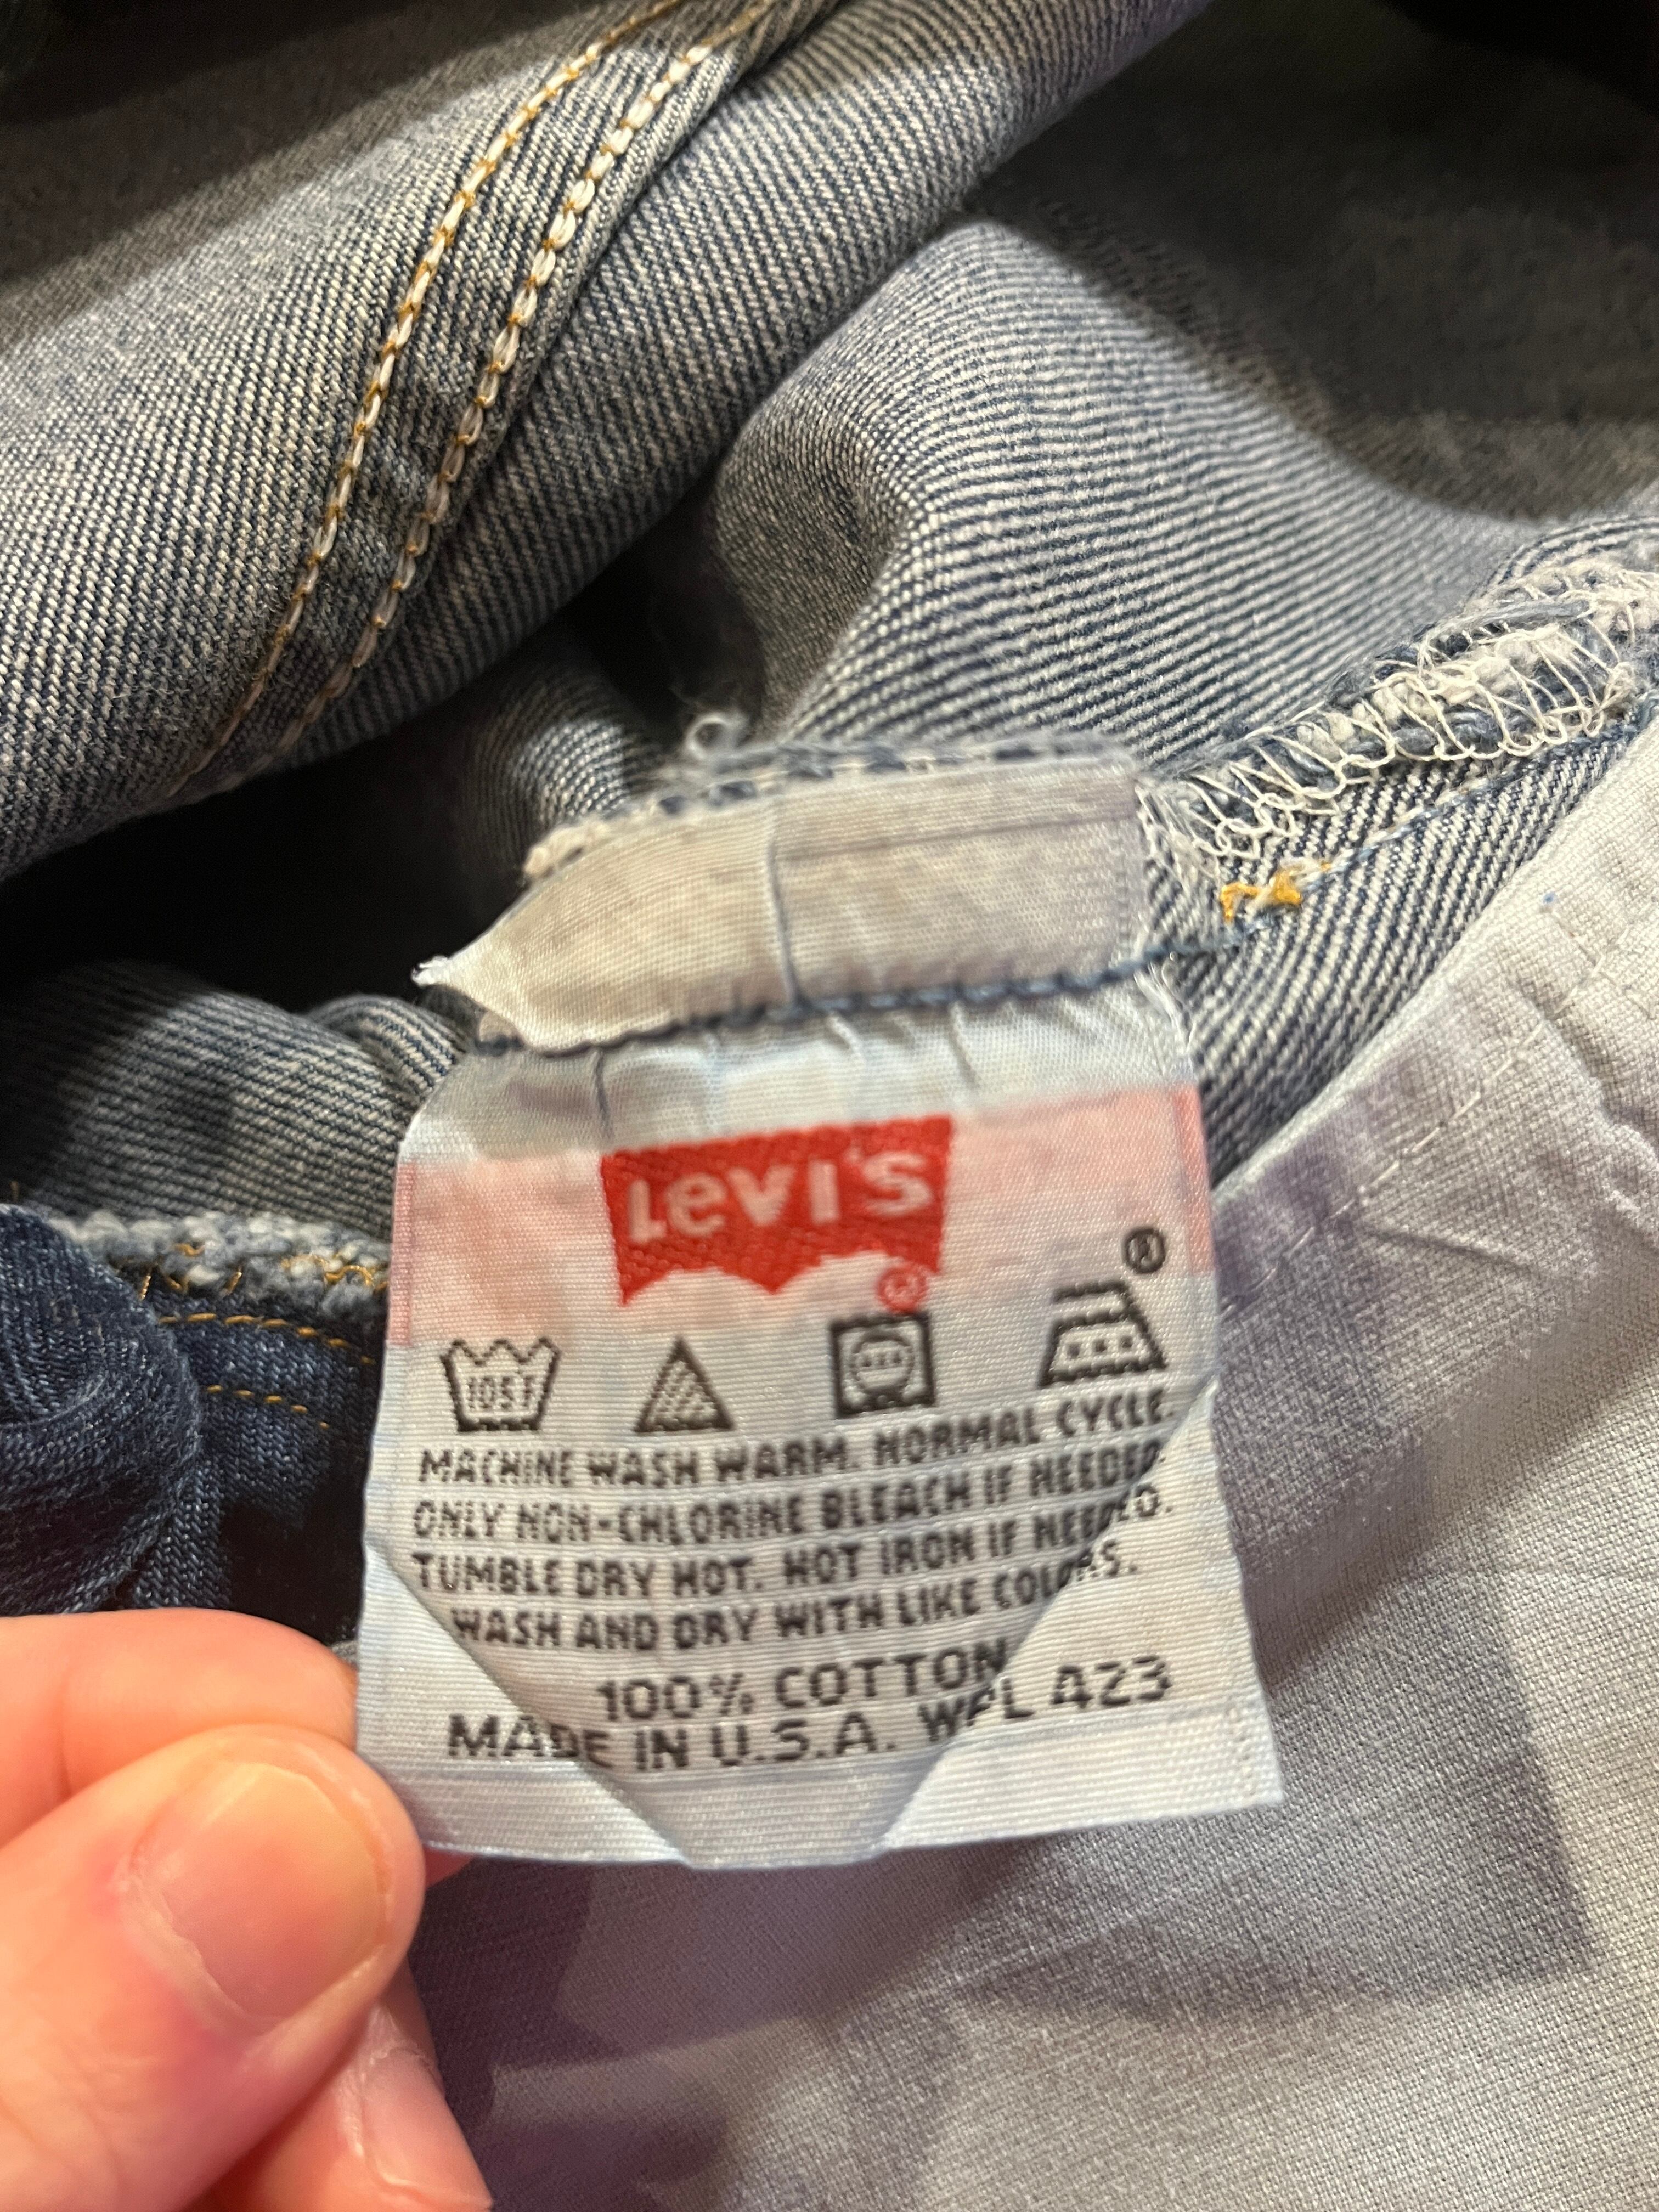 Levi's
®
105F
MACHINE WASH WARM. NORMAL CYCLE.
ONLY NON-CHLORINE BLEACH IF NEEDED.
TUMBLE DRY HOT. HOT IRON IF NEEDED.
WASH AND DRY WITH LIKE COLORS.
100% COTTON
MADE IN U.S.A. WPL 423